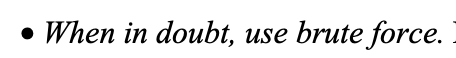 • When in doubt, use brute force.